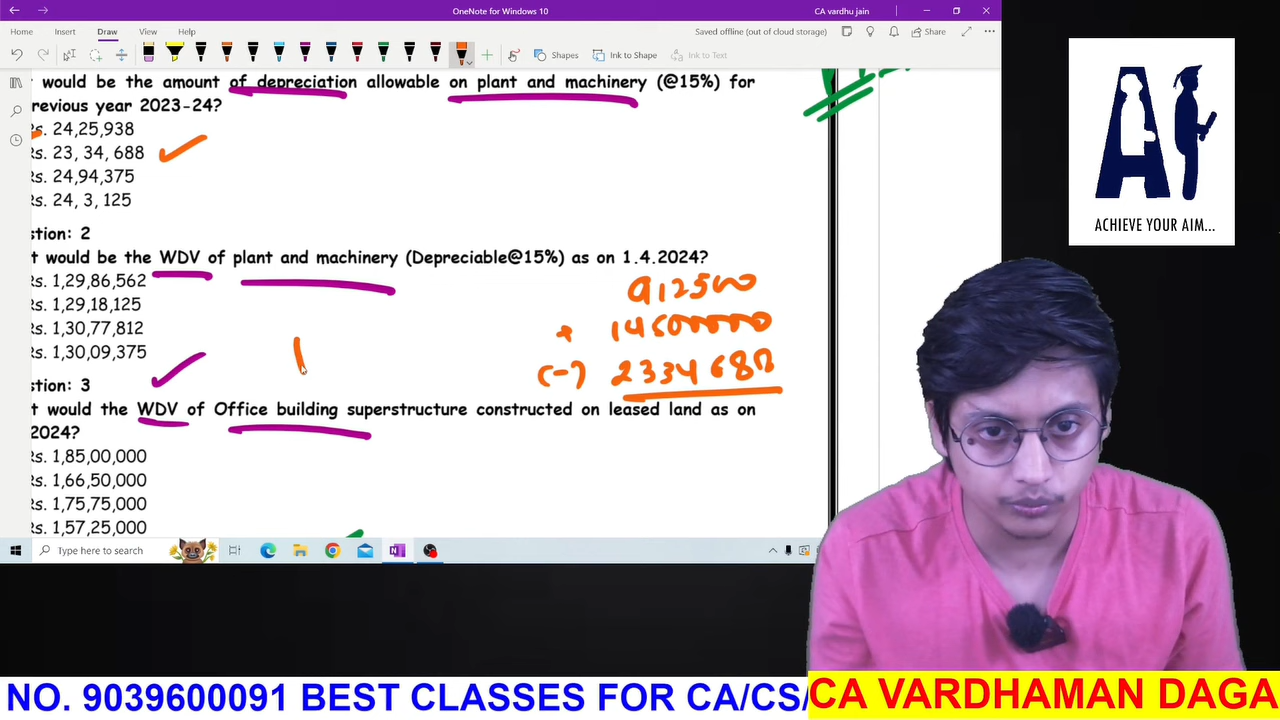 OneNote for Windows 10
CA vardhu jain
Home Insert Draw View Help
Saved offline (out of cloud storage)
Share
Shapes
Ink to Shape
Ink to Text
t would be the amount of depreciation allowable on plant and machinery (@15%) for
revious year 2023-24?
Rs. 24,25,938
Rs. 23, 34, 688
Rs. 24,94,375
Rs. 24, 3, 125
stion: 2
t would be the WDV of plant and machinery (Depreciable@15%) as on 1.4.2024?
Rs. 1,29,86,562
Rs. 1,29,18,125
Rs. 1,30,77,812
Rs. 1,30,09,375
912500
+ 14500000
(-) 2334688
stion: 3
t would the WDV of Office building superstructure constructed on leased land as on
2024?
Rs. 1,85,00,000
Rs. 1,66,50,000
Rs. 1,75,75,000
Rs. 1,57,25,000
Type here to search
ACHIEVE YOUR AIM...
NO. 9039600091 BEST CLASSES FOR CA/CS/
CA VARDHAMAN DAGA